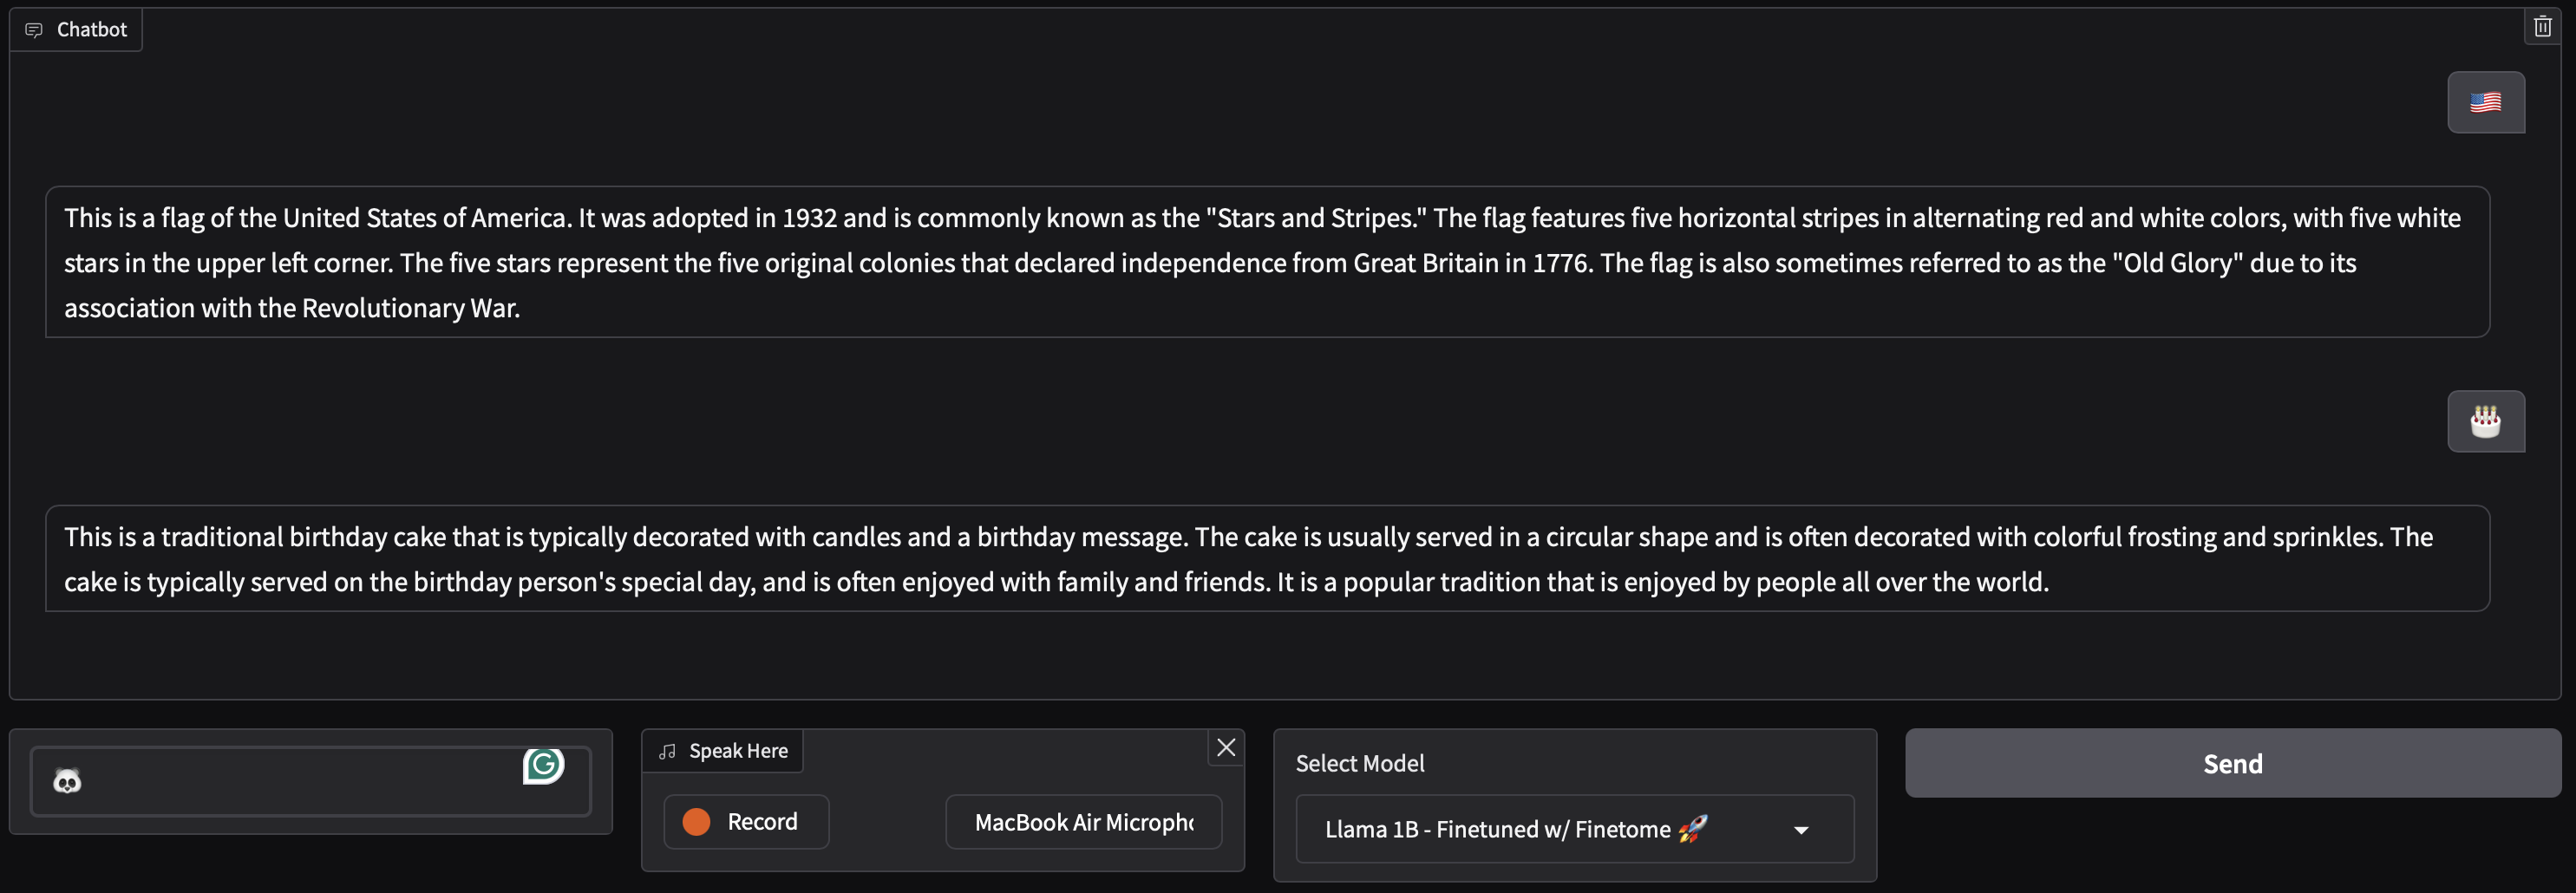 Chatbot
🇺🇸
This is a flag of the United States of America. It was adopted in 1932 and is commonly known as the "Stars and Stripes." The flag features five horizontal stripes in alternating red and white colors, with five white
stars in the upper left corner. The five stars represent the five original colonies that declared independence from Great Britain in 1776. The flag is also sometimes referred to as the "Old Glory" due to its
association with the Revolutionary War.
🎂
This is a traditional birthday cake that is typically decorated with candles and a birthday message. The cake is usually served in a circular shape and is often decorated with colorful frosting and sprinkles. The
cake is typically served on the birthday person's special day, and is often enjoyed with family and friends. It is a popular tradition that is enjoyed by people all over the world.
🐼
Speak Here
Record
MacBook Air Micropho
Select Model
Llama 1B - Finetuned w/ Finetome 🚀
Send